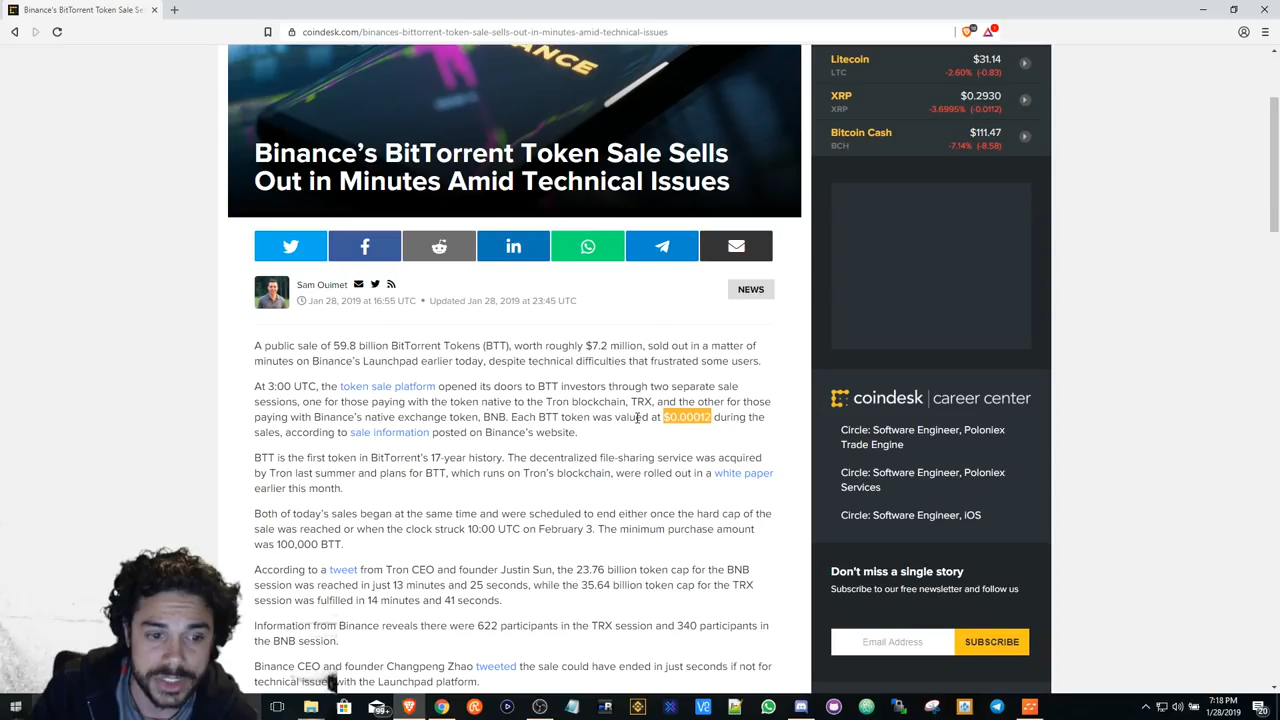 Binance's BitTorrent Token Sale Se
coindesk.com/binances-bittorrent-token-sale-sells-out-in-minutes-amid-technical-issues
NANCE
Binance's BitTorrent Token Sale Sells
Out in Minutes Amid Technical Issues
Sam Ouimet
Jan 28, 2019 at 16:55 UTC • Updated Jan 28, 2019 at 23:45 UTC
NEWS
A public sale of 59.8 billion BitTorrent Tokens (BTT), worth roughly $7.2 million, sold out in a matter of
minutes on Binance's Launchpad earlier today, despite technical difficulties that frustrated some users.
At 3:00 UTC, the token sale platform opened its doors to BTT investors through two separate sale
sessions, one for those paying with the token native to the Tron blockchain, TRX, and the other for those
paying with Binance's native exchange token, BNB. Each BTT token was valued at $0.00012 during the
sales, according to sale information posted on Binance's website.
BTT is the first token in BitTorrent's 17-year history. The decentralized file-sharing service was acquired
by Tron last summer and plans for BTT, which runs on Tron's blockchain, were rolled out in a white paper
earlier this month.
Both of today's sales began at the same time and were scheduled to end either once the hard cap of the
sale was reached or when the clock struck 10:00 UTC on February 3. The minimum purchase amount
was 100,000 BTT.
According to a tweet from Tron CEO and founder Justin Sun, the 23.76 billion token cap for the BNB
session was reached in just 13 minutes and 25 seconds, while the 35.64 billion token cap for the TRX
session was fulfilled in 14 minutes and 41 seconds.
Information from Binance reveals there were 622 participants in the TRX session and 340 participants in
the BNB session.
Binance CEO and founder Changpeng Zhao tweeted the sale could have ended in just seconds if not for
technical issues with the Launchpad platform.
Litecoin $31.14
LTC -2.60% (-0.83)
XRP $0.2930
XRP -3.6995% (-0.0112)
Bitcoin Cash $111.47
BCH -7.14% (-8.58)
coindesk career center
Circle: Software Engineer, Poloniex
Trade Engine
Circle: Software Engineer, Poloniex
Services
Circle: Software Engineer, iOS
Don't miss a single story
Subscribe to our free newsletter and follow us
Email Address SUBSCRIBE
99+
7:18 PM
1/28/2019
20